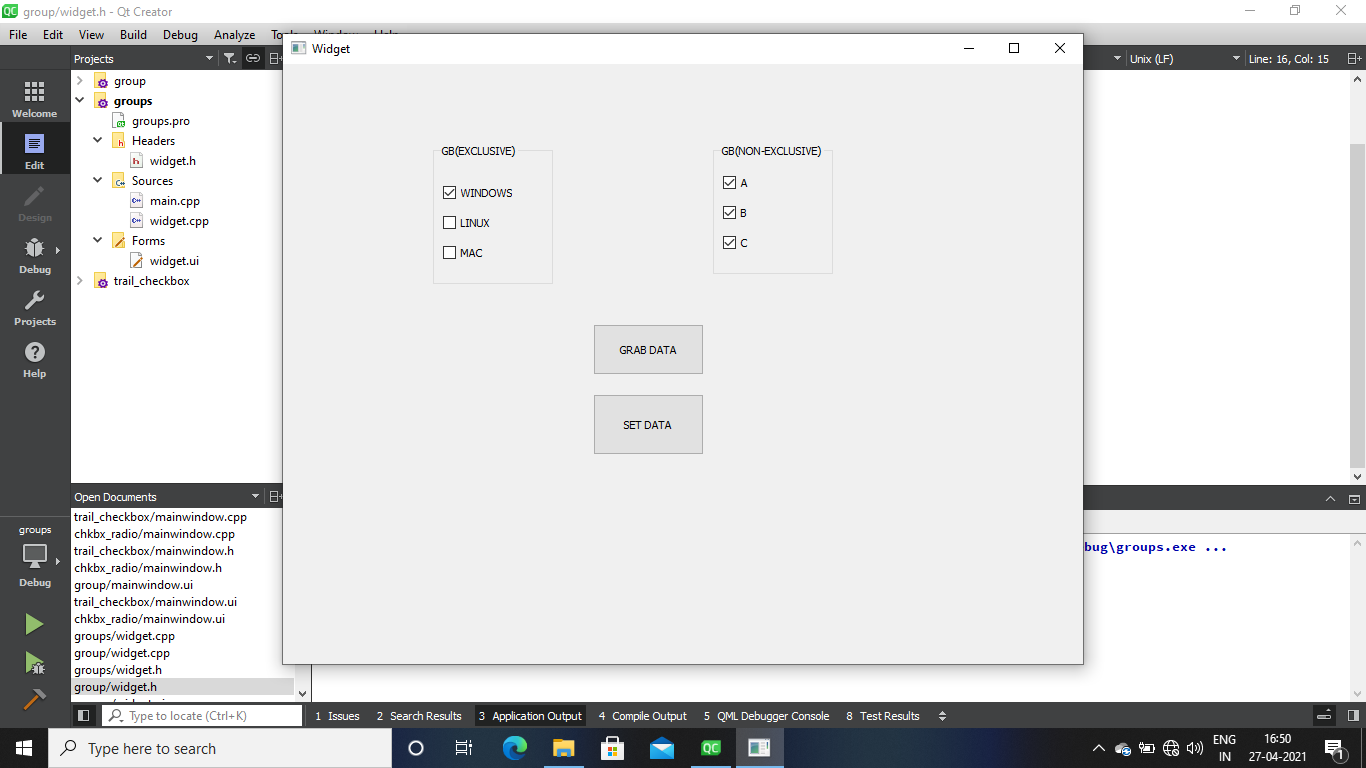 group/widget.h - Qt Creator
File Edit View Build Debug Analyze
Widget
Projects
Unix (LF)
Line: 16, Col: 15
Welcome
Edit
Design
Debug
Projects
Help
group
groups
groups.pro
Headers
widget.h
Sources
main.cpp
widget.cpp
Forms
widget.ui
trail_checkbox
GB(EXCLUSIVE)
WINDOWS
LINUX
MAC
GB(NON-EXCLUSIVE)
A
B
C
GRAB DATA
SET DATA
Open Documents
trail_checkbox/mainwindow.cpp
chkbx_radio/mainwindow.cpp
trail_checkbox/mainwindow.h
chkbx_radio/mainwindow.h
group/mainwindow.ui
trail_checkbox/mainwindow.ui
chkbx_radio/mainwindow.ui
groups/widget.cpp
group/widget.cpp
groups/widget.h
group/widget.h
groups
Debug
bug\groups.exe ...
Type to locate (Ctrl+K)
1 Issues
2 Search Results
3 Application Output
4 Compile Output
5 QML Debugger Console
8 Test Results
Type here to search
ENG
IN
16:50
27-04-2021
1